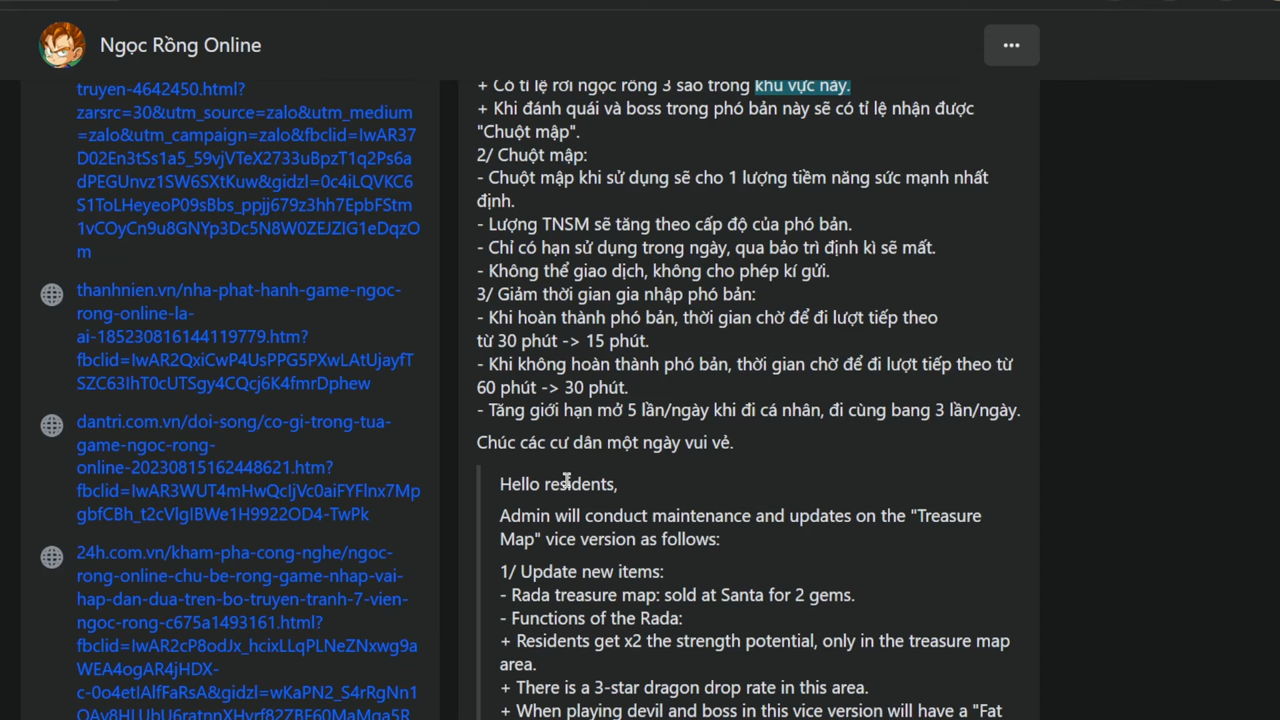 Ngọc Rồng Online
truyen-4642450.html?
zarsrc=30&utm_source=zalo&utm_medium
=zalo&utm_campaign=zalo&fbclid=IwAR37
D02En3tSs1a5_59vjVTeX2733uBpzT1q2Ps6a
dPEGUnvz1SW6SXtKuw&gidzl=0c4iLQVKC6
S1ToLHeyeoP09sBbs_ppjj679z3hh7EpbFStm
1vCOyCn9u8GNYp3Dc5N8W0ZEJZIG1eDqzO
m
thanhnien.vn/nha-phat-hanh-game-ngoc-
rong-online-la-
ai-185230816144119779.htm?
fbclid=IwAR2QxiCwP4UsPPG5PXwLAtUjayfT
SZC63IhT0cUTSgy4CQcj6K4fmrDphew
dantri.com.vn/doi-song/co-gi-trong-tua-
game-ngoc-rong-
online-20230815162448621.htm?
fbclid=IwAR3WUT4mHwQcIjVc0aiFYFlnx7Mp
gbfCBh_t2cVlgIBWe1H9922OD4-TwPk
24h.com.vn/kham-pha-cong-nghe/ngoc-
rong-online-chu-be-rong-game-nhap-vai-
hap-dan-dua-tren-bo-truyen-tranh-7-vien-
ngoc-rong-c675a1493161.html?
fbclid=IwAR2cP8odJx_hcixLLqPLNeZNxwg9a
WEA4ogAR4jHDX-
c-0o4etIAlfFaRsA&gidzl=wKaPN2_S4rRgNn1
+ Có tỉ lệ rơi ngọc rồng 3 sao trong khu vực này.
+ Khi đánh quái và boss trong phó bản này sẽ có tỉ lệ nhận được
"Chuột mập".
2/ Chuột mập:
- Chuột mập khi sử dụng sẽ cho 1 lượng tiềm năng sức mạnh nhất
định.
- Lượng TNSM sẽ tăng theo cấp độ của phó bản.
- Chỉ có hạn sử dụng trong ngày, qua bảo trì định kì sẽ mất.
- Không thể giao dịch, không cho phép kí gửi.
3/ Giảm thời gian gia nhập phó bản:
- Khi hoàn thành phó bản, thời gian chờ để đi lượt tiếp theo
từ 30 phút -> 15 phút.
- Khi không hoàn thành phó bản, thời gian chờ để đi lượt tiếp theo từ
60 phút -> 30 phút.
- Tăng giới hạn mở 5 lần/ngày khi đi cá nhân, đi cùng bang 3 lần/ngày.
Chúc các cư dân một ngày vui vẻ.
Hello residents,
Admin will conduct maintenance and updates on the "Treasure
Map" vice version as follows:
1/ Update new items:
- Rada treasure map: sold at Santa for 2 gems.
- Functions of the Rada:
+ Residents get x2 the strength potential, only in the treasure map
area.
+ There is a 3-star dragon drop rate in this area.
+ When playing devil and boss in this vice version will have a "Fat